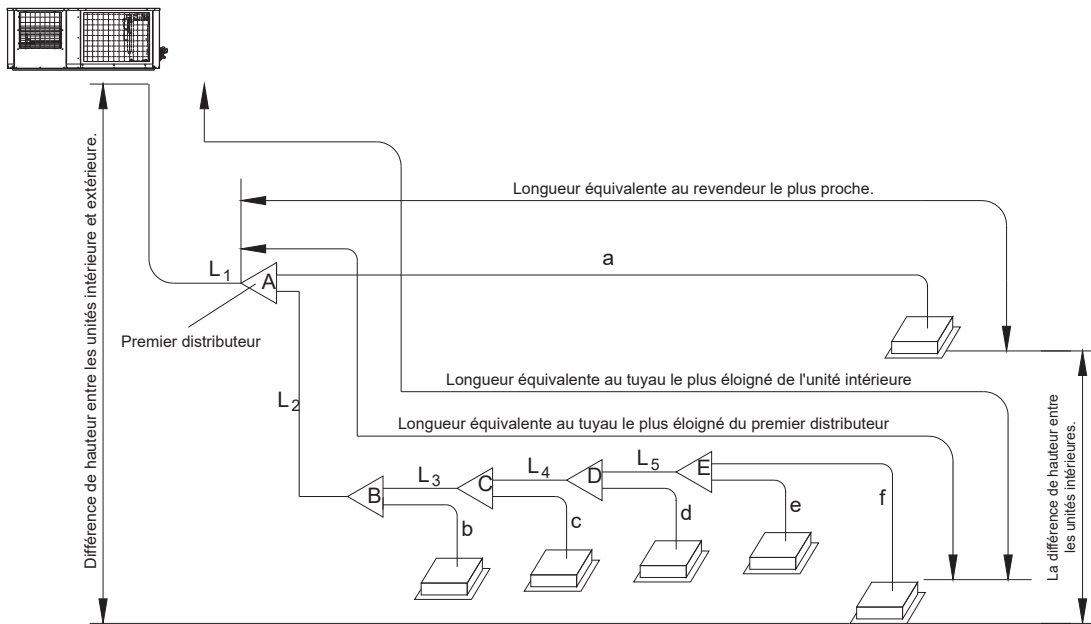 Différence de hauteur entre les unités intérieure et extérieure.
Longueur équivalente au revendeur le plus proche.
L1
A
a
Premier distributeur
Longueur équivalente au tuyau le plus éloigné de l'unité intérieure
L2
Longueur équivalente au tuyau le plus éloigné du premier distributeur
L3
L4
L5
B
C
D
E
b
c
d
e
f
La différence de hauteur entre
les unités intérieures.